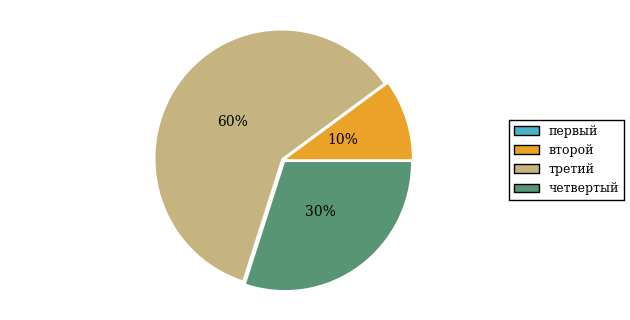 60%
10%
30%
первый
второй
третий
четвертый